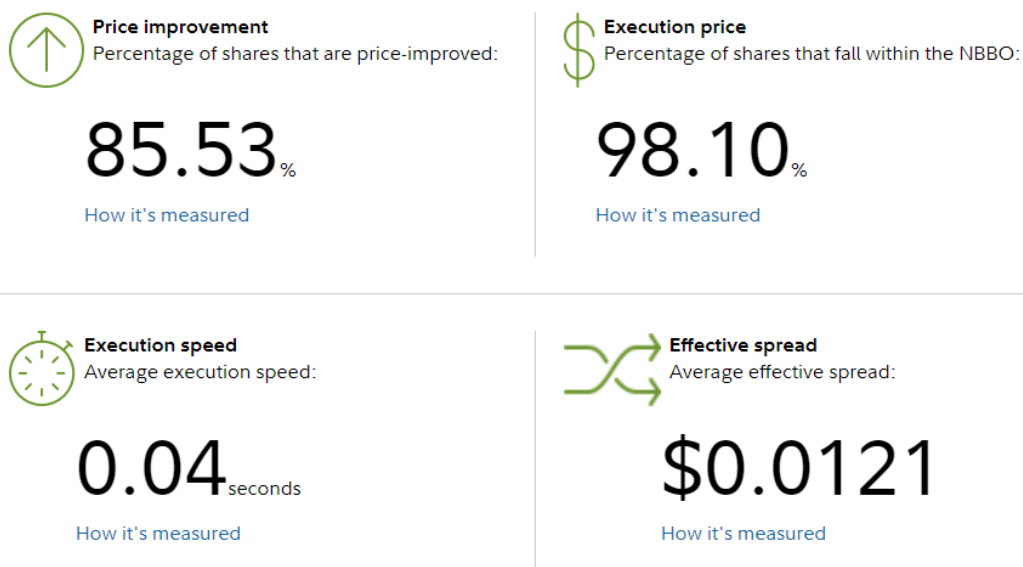 Price improvement
Percentage of shares that are price-improved:
85.53%
How it's measured
Execution price
Percentage of shares that fall within the NBBO:
98.10%
How it's measured
Execution speed
Average execution speed:
0.04 seconds
How it's measured
Effective spread
Average effective spread:
$0.0121
How it's measured